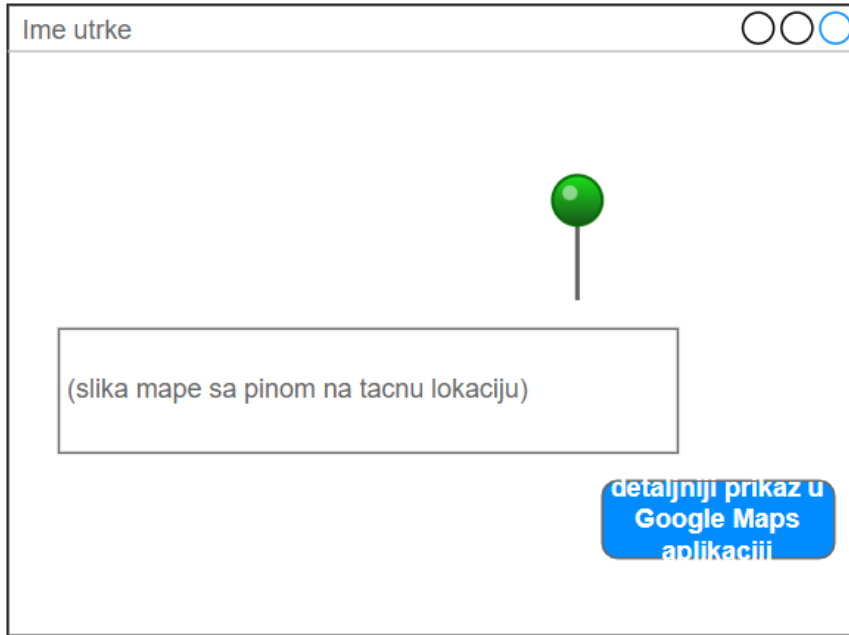 Ime utrke
(slika mape sa pinom na tacnu lokaciju)
detaljniji prikaz u
Google Maps
aplikaciji